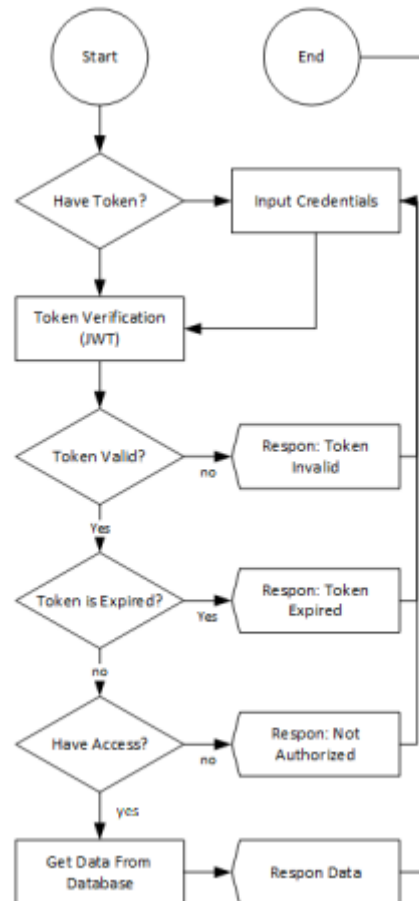 Start
End
Have Token?
Input Credentials
Token Verification
(JWT)
Token Valid?
no
Respon: Token
Invalid
Yes
Token is Expired?
Yes
Respon: Token
Expired
no
Have Access?
no
Respon: Not
Authorized
yes
Get Data From
Database
Respon Data